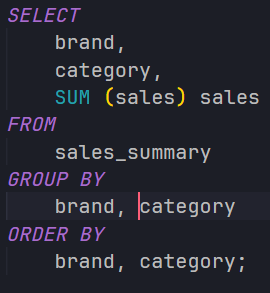 SELECT
brand,
category,
SUM (sales) sales
FROM
sales_summary
GROUP BY
brand, category
ORDER BY
brand, category;